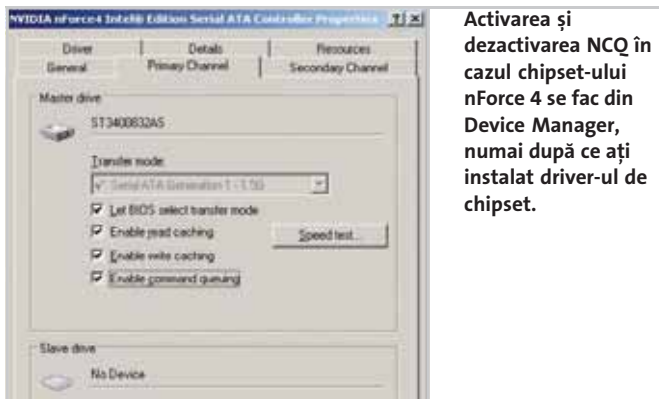 NVIDIA nForce4 Intel® Edition Serial ATA Controller Properties
Driver
Details
Resources
General
Primary Channel
Secondary Channel
Master drive
ST3400832AS
Transfer mode:
Serial ATA Generation 1 - 1.5G
Let BIOS select transfer mode
Enable read caching
Speed test...
Enable write caching
Enable command queuing
Slave drive
No Device
Activarea și
dezactivarea NCQ în
cazul chipset-ului
nForce 4 se fac din
Device Manager,
numai după ce ați
instalat driver-ul de
chipset.